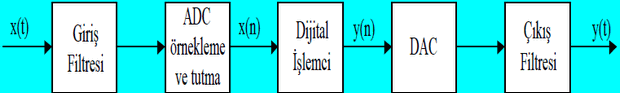 x(t)
Giriş
Filtresi
ADC
örnekleme
ve tutma
x(n)
Dijital
İşlemci
y(n)
DAC
Çıkış
Filtresi
y(t)